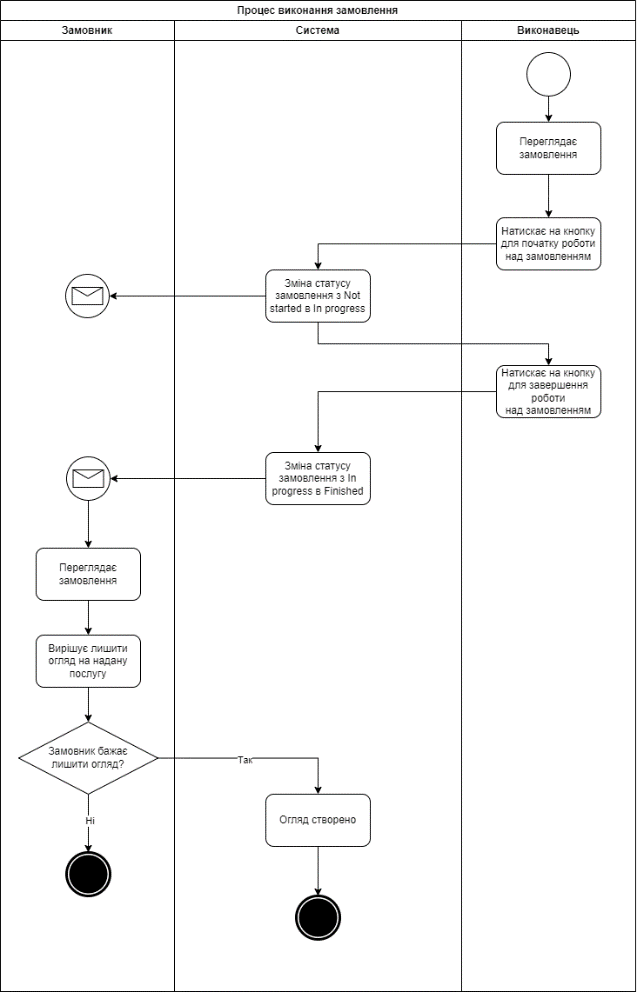 Процес виконання замовлення
Замовник
Система
Виконавець
Переглядає
замовлення
Натискає на кнопку
для початку роботи
над замовленням
Зміна статусу
замовлення з Not
started в In progress
Натискає на кнопку
для завершення
роботи
над замовленням
Зміна статусу
замовлення з In
progress в Finished
Переглядає
замовлення
Вирішує лишити
огляд на надану
послугу
Замовник бажає
лишити огляд?
Так
Ні
Огляд створено